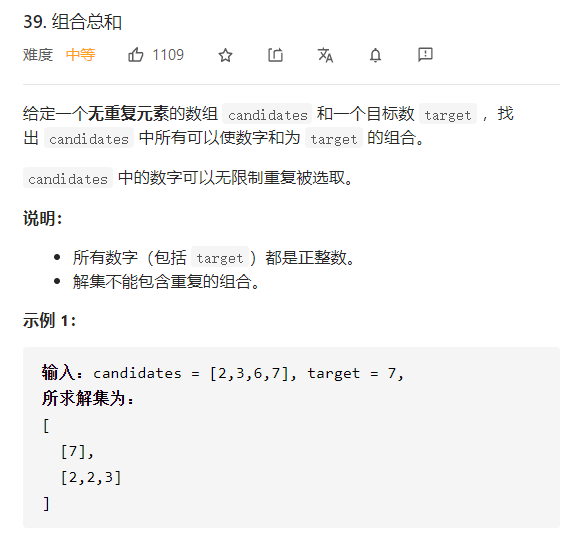 39. 组合总和
难度 中等 1109
给定一个无重复元素的数组 candidates 和一个目标数 target ，找
出 candidates 中所有可以使数字和为 target 的组合。
candidates 中的数字可以无限制重复被选取。
说明：
所有数字（包括 target）都是正整数。
解集不能包含重复的组合。
示例 1：
输入：candidates = [2,3,6,7], target = 7,
所求解集为：
[
[7],
[2,2,3]
]